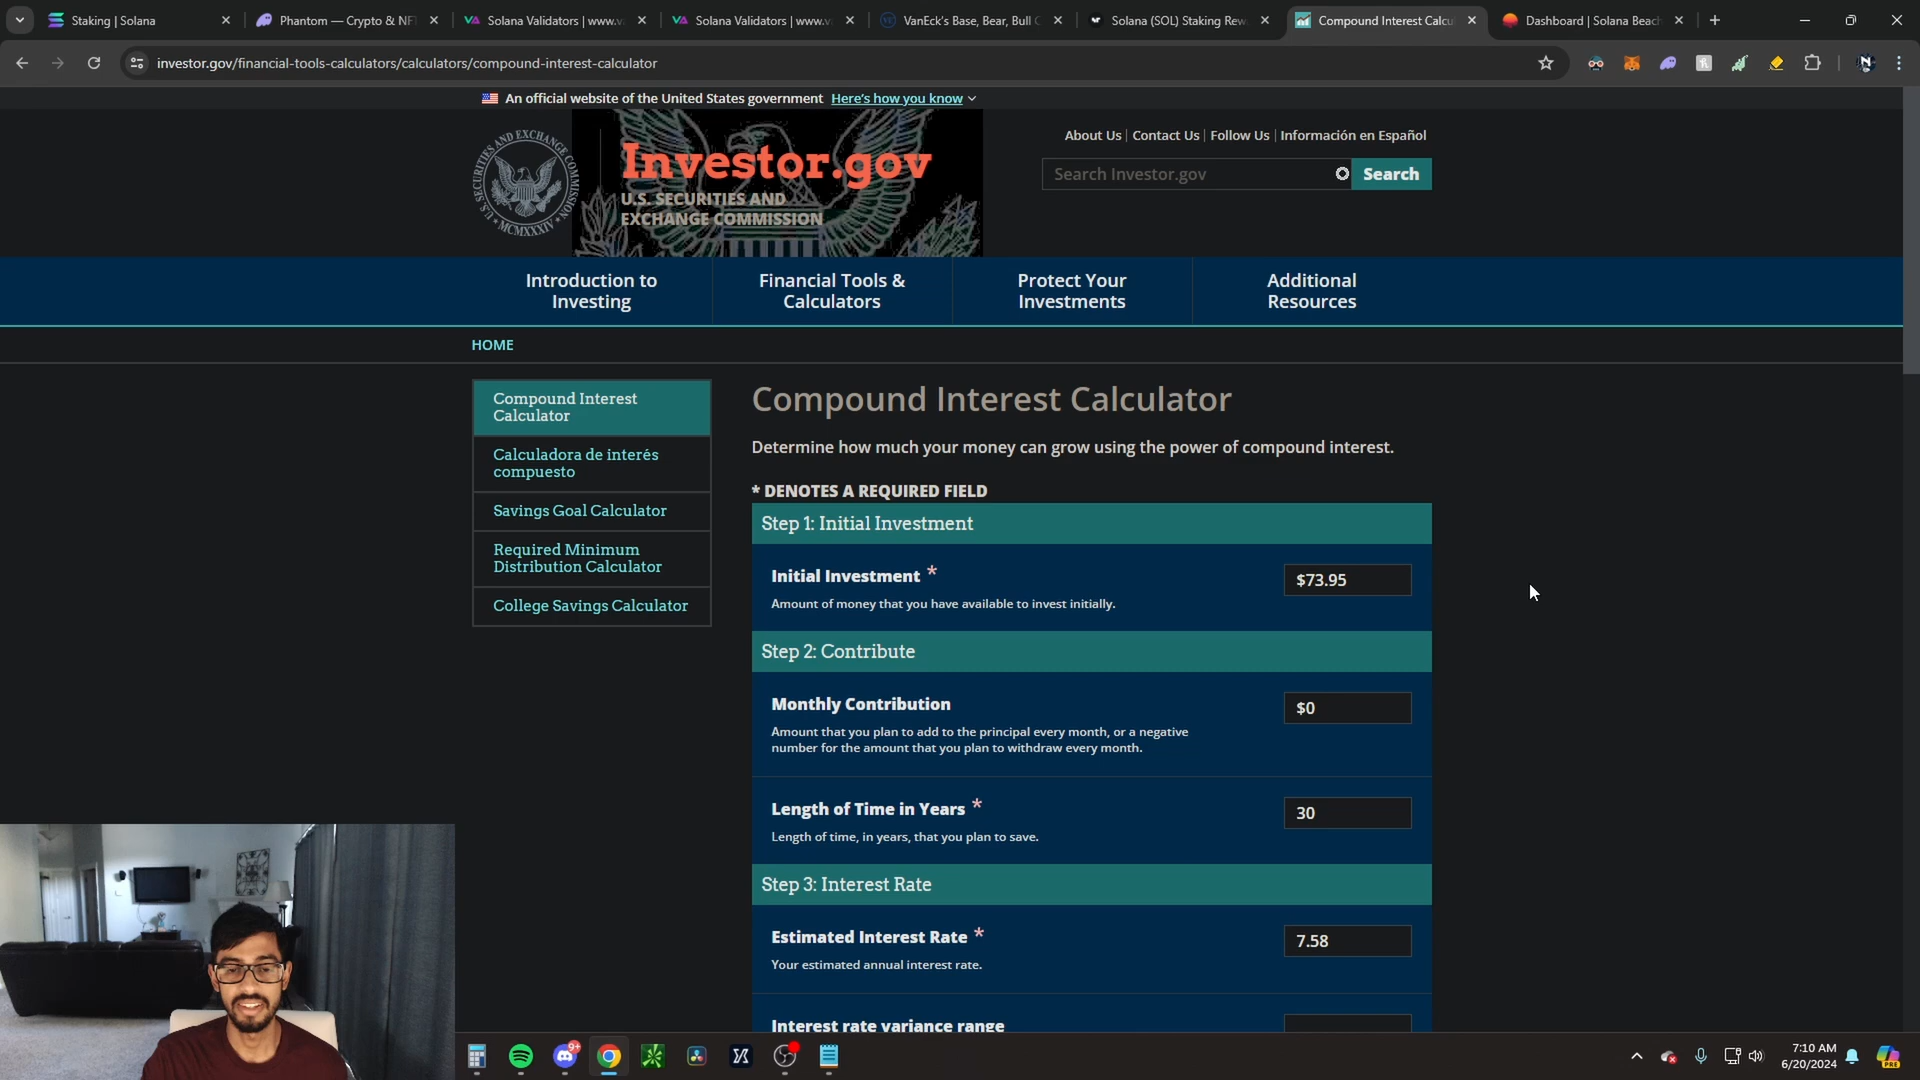 Staking | Solana
Phantom — Crypto & NF
Solana Validators | www.v
Solana Validators | www.v
VanEck's Base, Bear, Bull C
Solana (SOL) Staking Rew
Compound Interest Calcu
Dashboard | Solana Beach
investor.gov/financial-tools-calculators/calculators/compound-interest-calculator
An official website of the United States government Here's how you know
About Us | Contact Us | Follow Us | Información en Español
Investor.gov
U.S. SECURITIES AND
EXCHANGE COMMISSION
SECURITIES AND EXCHANGE COMMISSION
MCMXXXIV
Search Investor.gov
Search
Introduction to
Investing
Financial Tools &
Calculators
Protect Your
Investments
Additional
Resources
HOME
Compound Interest
Calculator
Calculadora de interés
compuesto
Savings Goal Calculator
Required Minimum
Distribution Calculator
College Savings Calculator
Compound Interest Calculator
Determine how much your money can grow using the power of compound interest.
* DENOTES A REQUIRED FIELD
Step 1: Initial Investment
Initial Investment *
$73.95
Amount of money that you have available to invest initially.
Step 2: Contribute
Monthly Contribution
$0
Amount that you plan to add to the principal every month, or a negative
number for the amount that you plan to withdraw every month.
Length of Time in Years *
30
Length of time, in years, that you plan to save.
Step 3: Interest Rate
Estimated Interest Rate *
7.58
Your estimated annual interest rate.
Interest rate variance range
9+
7:10 AM
6/20/2024
PRE